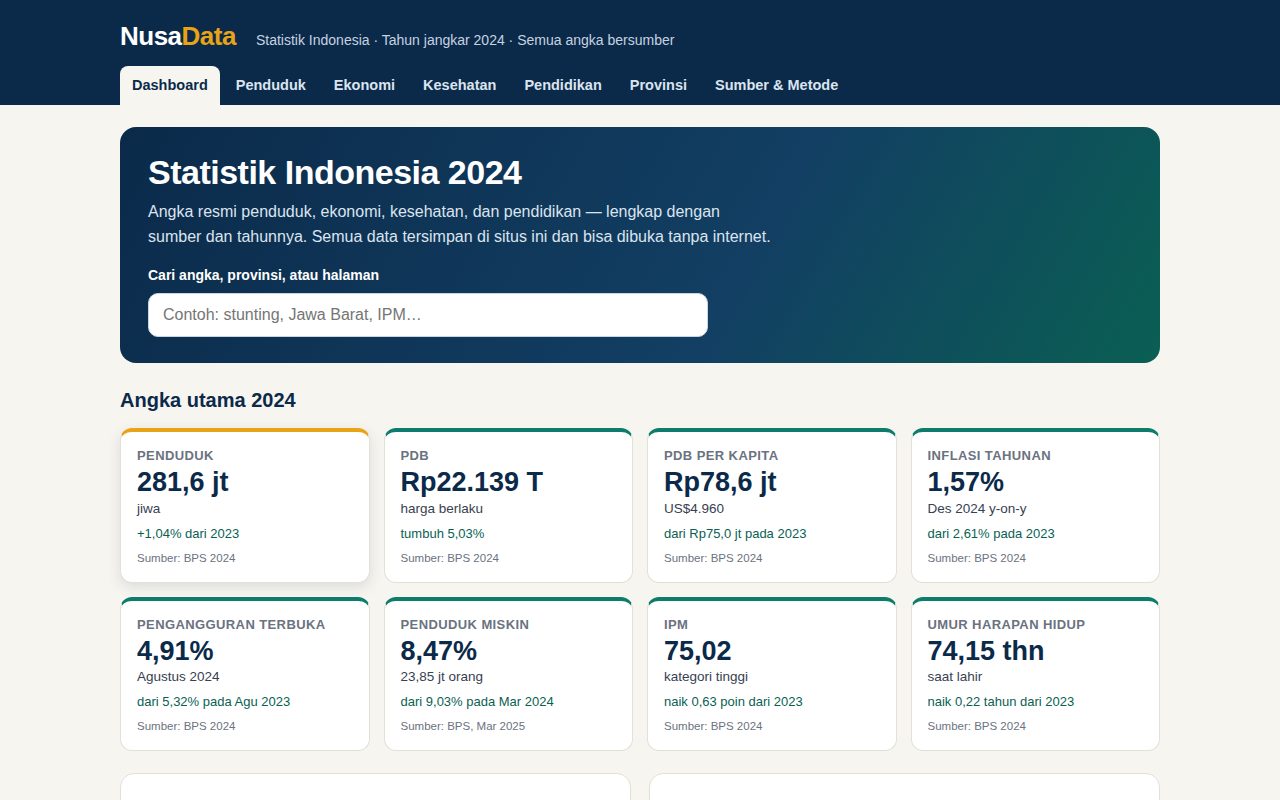 NusaData
Statistik Indonesia · Tahun jangkar 2024 · Semua angka bersumber
Dashboard
Penduduk
Ekonomi
Kesehatan
Pendidikan
Provinsi
Sumber & Metode
Statistik Indonesia 2024
Angka resmi penduduk, ekonomi, kesehatan, dan pendidikan — lengkap dengan
sumber dan tahunnya. Semua data tersimpan di situs ini dan bisa dibuka tanpa internet.
Cari angka, provinsi, atau halaman
Contoh: stunting, Jawa Barat, IPM…
Angka utama 2024
PENDUDUK
281,6 jt
jiwa
+1,04% dari 2023
Sumber: BPS 2024
PDB
Rp22.139 T
harga berlaku
tumbuh 5,03%
Sumber: BPS 2024
PDB PER KAPITA
Rp78,6 jt
US$4.960
dari Rp75,0 jt pada 2023
Sumber: BPS 2024
INFLASI TAHUNAN
1,57%
Des 2024 y-on-y
dari 2,61% pada 2023
Sumber: BPS 2024
PENGANGGURAN TERBUKA
4,91%
Agustus 2024
dari 5,32% pada Agu 2023
Sumber: BPS 2024
PENDUDUK MISKIN
8,47%
23,85 jt orang
dari 9,03% pada Mar 2024
Sumber: BPS, Mar 2025
IPM
75,02
kategori tinggi
naik 0,63 poin dari 2023
Sumber: BPS 2024
UMUR HARAPAN HIDUP
74,15 thn
saat lahir
naik 0,22 tahun dari 2023
Sumber: BPS 2024